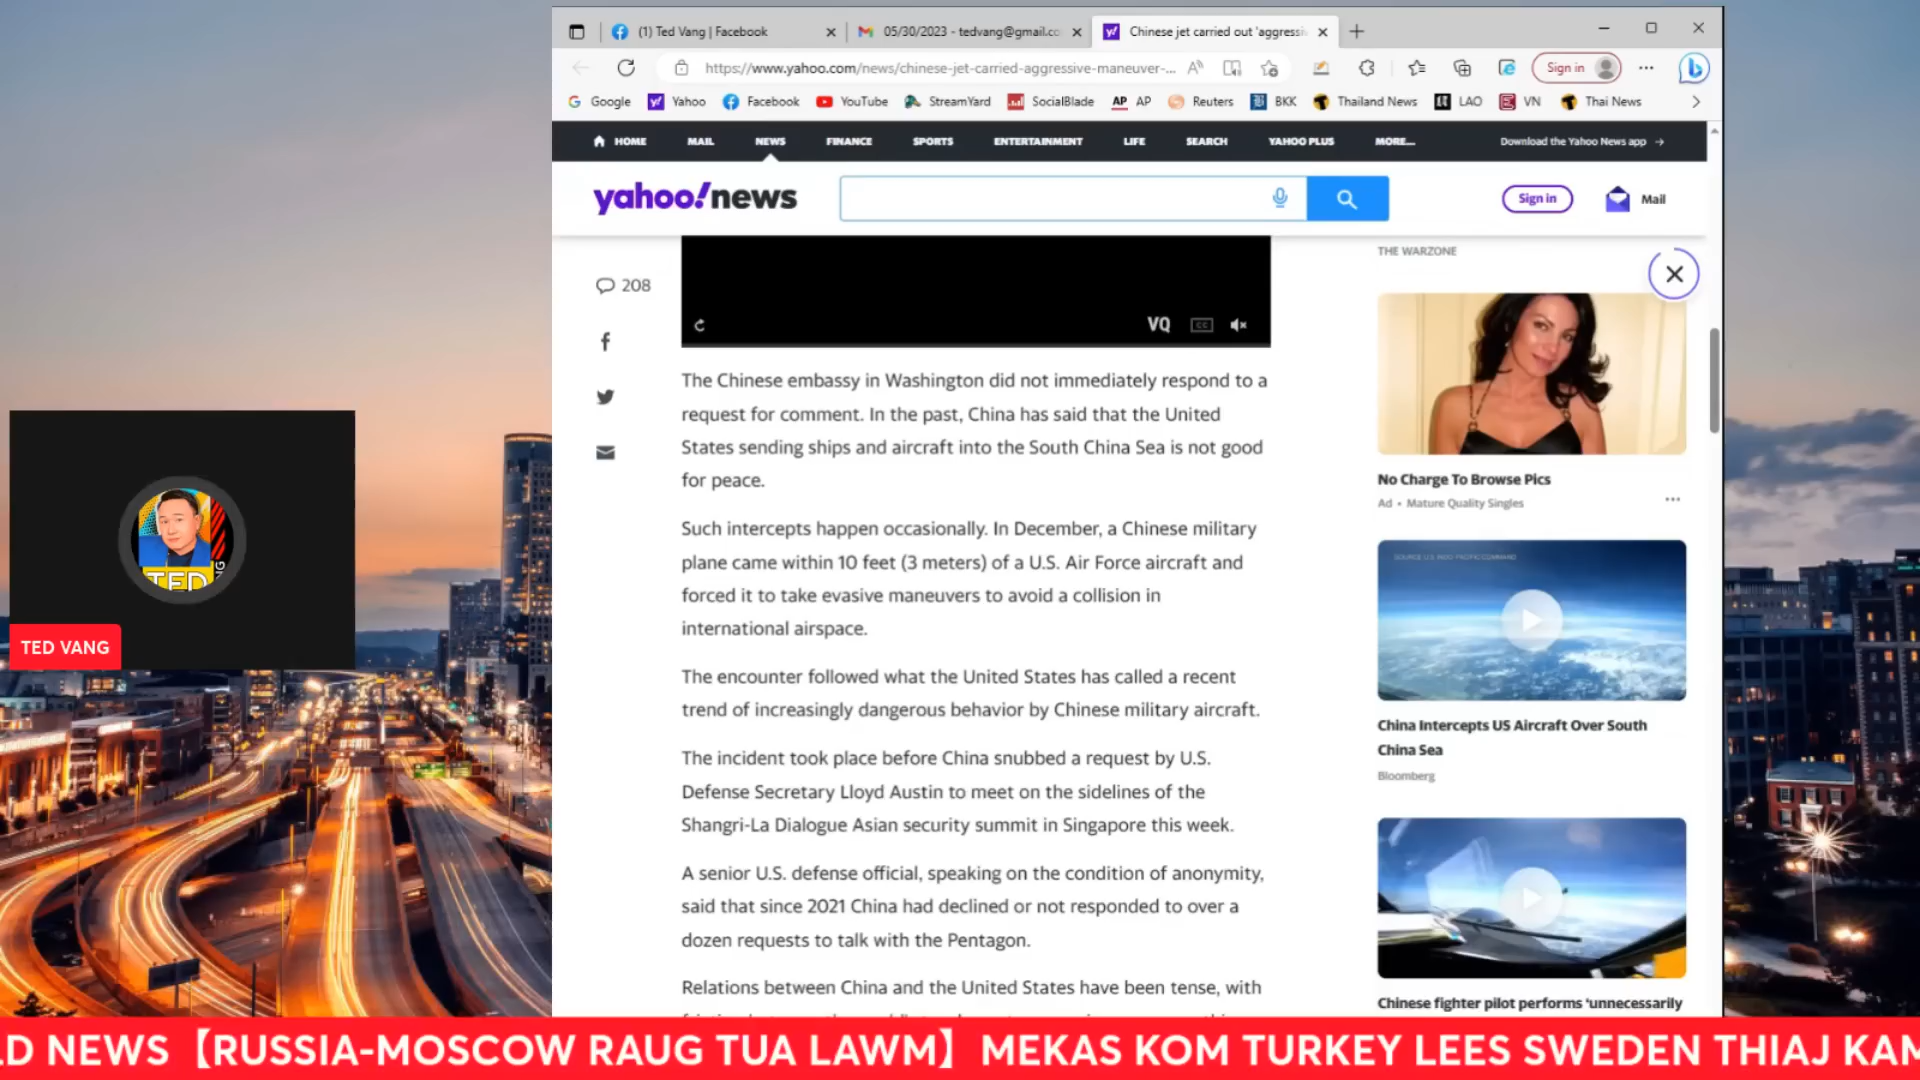 (1) Ted Vang | Facebook
05/30/2023 - tedvang@gmail.co
Chinese jet carried out 'aggressi
https://www.yahoo.com/news/chinese-jet-carried-aggressive-maneuver-...
Sign in
Google
Yahoo
Facebook
YouTube
StreamYard
SocialBlade
AP AP
Reuters
BKK
Thailand News
LAO
VN
Thai News
HOME
MAIL
NEWS
FINANCE
SPORTS
ENTERTAINMENT
LIFE
SEARCH
YAHOO PLUS
MORE...
Download the Yahoo News app
yahoo!news
Sign in
Mail
208
VQ
CC
The Chinese embassy in Washington did not immediately respond to a
request for comment. In the past, China has said that the United
States sending ships and aircraft into the South China Sea is not good
for peace.
Such intercepts happen occasionally. In December, a Chinese military
plane came within 10 feet (3 meters) of a U.S. Air Force aircraft and
forced it to take evasive maneuvers to avoid a collision in
international airspace.
The encounter followed what the United States has called a recent
trend of increasingly dangerous behavior by Chinese military aircraft.
The incident took place before China snubbed a request by U.S.
Defense Secretary Lloyd Austin to meet on the sidelines of the
Shangri-La Dialogue Asian security summit in Singapore this week.
A senior U.S. defense official, speaking on the condition of anonymity,
said that since 2021 China had declined or not responded to over a
dozen requests to talk with the Pentagon.
Relations between China and the United States have been tense, with
THE WARZONE
No Charge To Browse Pics
Ad • Mature Quality Singles
SOURCE: U.S. INDO-PACIFIC COMMAND
China Intercepts US Aircraft Over South
China Sea
Bloomberg
Chinese fighter pilot performs 'unnecessarily
TED
TED VANG
LD NEWS【RUSSIA-MOSCOW RAUG TUA LAWM】MEKAS KOM TURKEY LEES SWEDEN THIAJ KAM